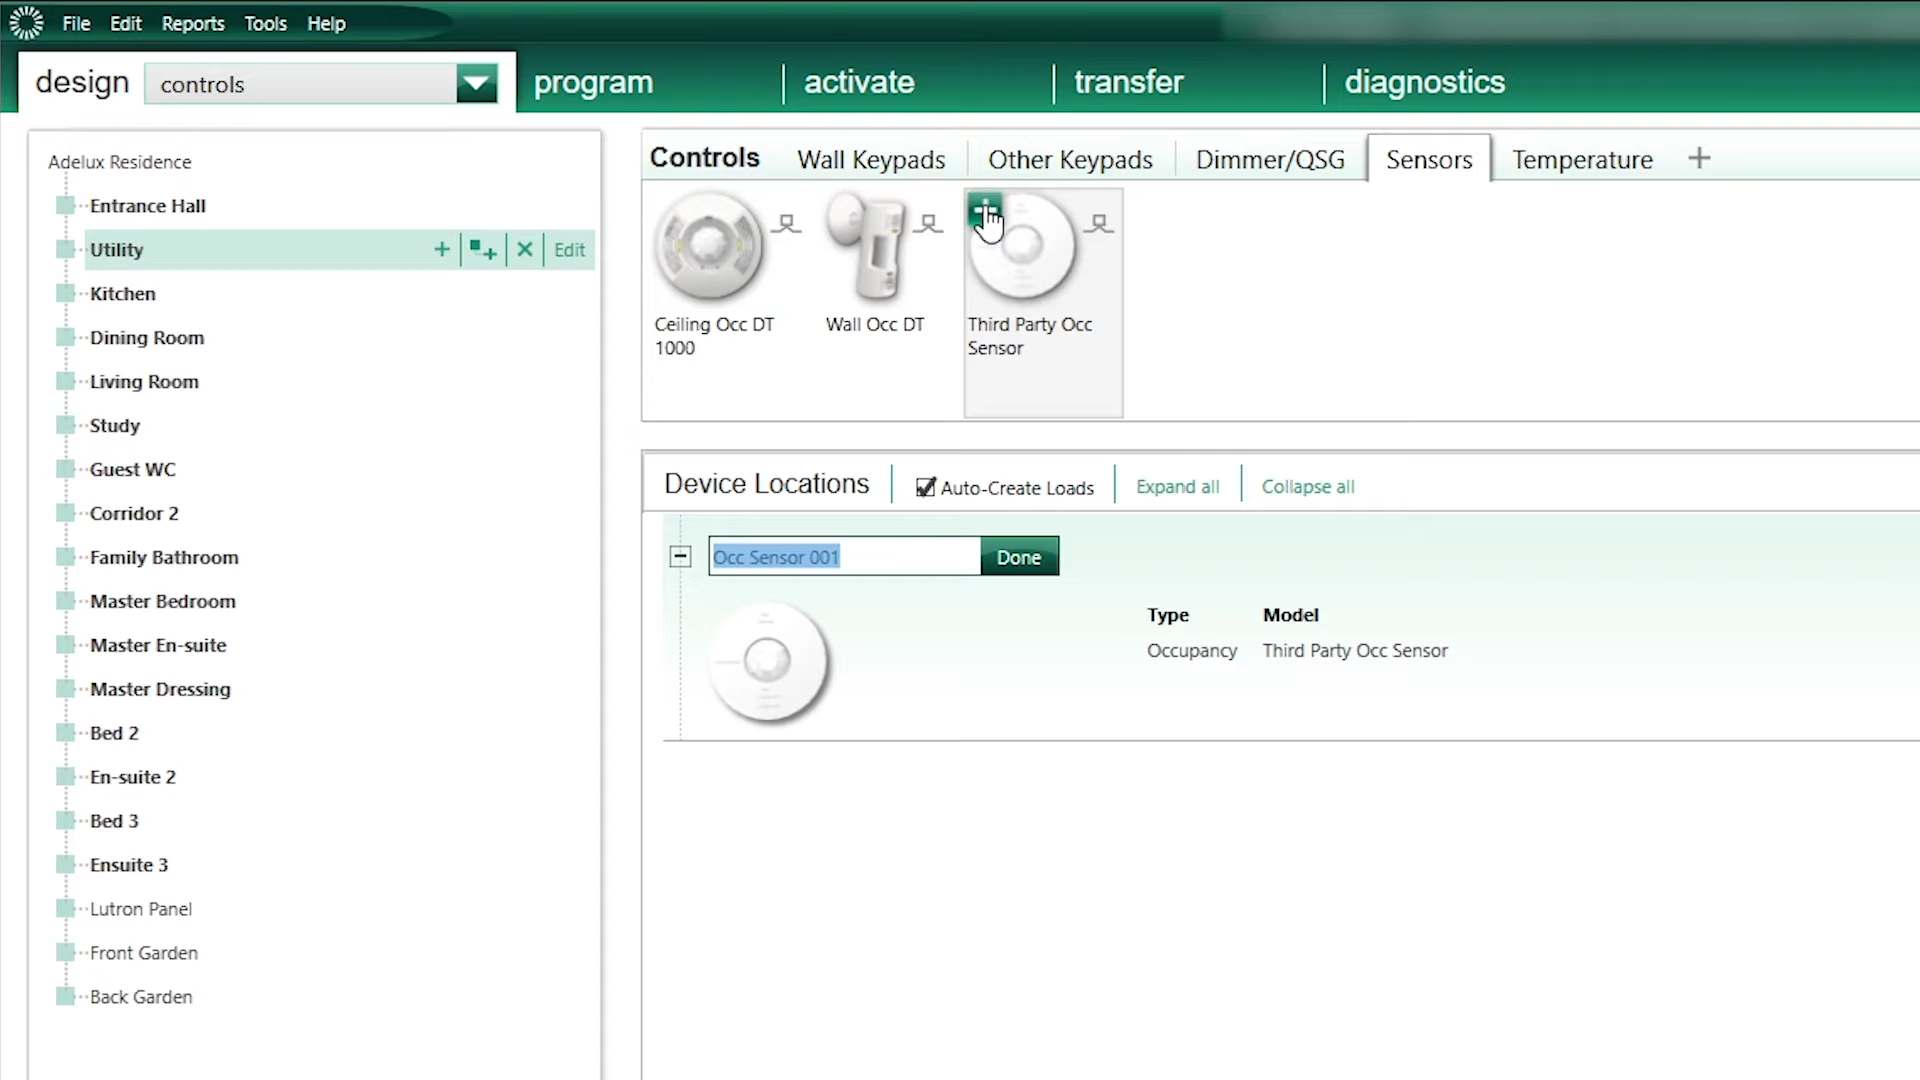 File Edit Reports Tools Help
design controls program activate transfer diagnostics
Adelux Residence
Entrance Hall
Utility Edit
Kitchen
Dining Room
Living Room
Study
Guest WC
Corridor 2
Family Bathroom
Master Bedroom
Master En-suite
Master Dressing
Bed 2
En-suite 2
Bed 3
Ensuite 3
Lutron Panel
Front Garden
Back Garden
Controls Wall Keypads Other Keypads Dimmer/QSG Sensors Temperature
Ceiling Occ DT
1000
Wall Occ DT
Third Party Occ
Sensor
Device Locations Auto-Create Loads Expand all Collapse all
Occ Sensor 001 Done
Type Model
Occupancy Third Party Occ Sensor